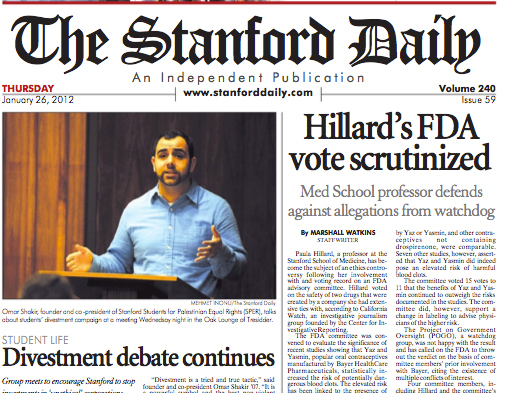 The Stanford Daily
An Independent Publication
THURSDAY
January 26, 2012
www.stanforddaily.com
Volume 240
Issue 59
MEHMET INONU/The Stanford Daily
Omar Shakir, founder and co-president of Stanford Students for Palestinian Equal Rights (SPER), talks
about students' divestment campaign at a meeting Wednesday night in the Oak Lounge of Tresidder.
STUDENT LIFE
Divestment debate continues
Group meets to encourage Stanford to stop
"Divestment is a tried and true tactic," said
founder and co-president Omar Shakir '07. "It is
Hillard's FDA
vote scrutinized
Med School professor defends
against allegations from watchdog
By MARSHALL WATKINS
STAFF WRITER
Paula Hillard, a professor at the
Stanford School of Medicine, has be-
come the subject of an ethics contro-
versy following her involvement
with and voting record on an FDA
advisory committee. Hillard voted
on the safety of two drugs that were
created by a company she had exten-
sive ties with, according to California
Watch, an investigative journalism
group founded by the Center for In-
vestigative Reporting.
The FDA committee was con-
vened to evaluate the significance of
recent studies showing that Yaz and
Yasmin, popular oral contraceptives
manufactured by Bayer HealthCare
Pharmaceuticals, statistically in-
creased the risk of potentially dan-
gerous blood clots. The elevated risk
has been linked to the presence of
by Yaz or Yasmin, and other contra-
ceptives not containing
drospirenone, were comparable.
Seven other studies, however, assert-
ed that Yaz and Yasmin did indeed
pose an elevated risk of harmful
blood clots.
The committee voted 15 votes to
11 that the benefits of Yaz and Yas-
min continued to outweigh the risks
documented in the studies. The com-
mittee did, however, support a
change in labeling to advise physi-
cians of the higher risk.
The Project on Government
Oversight (POGO), a watchdog
group, was not happy with the result
and has called on the FDA to throw
out the verdict on the basis of com-
mittee members' prior involvement
with Bayer, citing the existence of
multiple conflicts of interest.
Four committee members, in-
cluding Hillard and the committee's